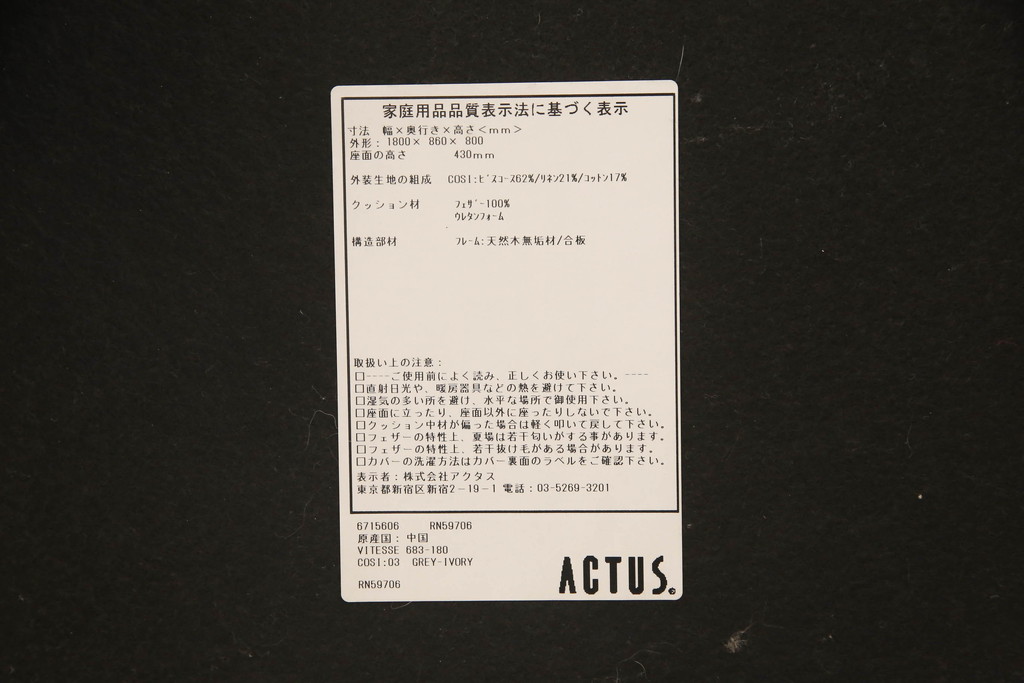 家庭用品品質表示法に基づく表示
寸法 幅×奥行き×高さ＜mm＞
外形：1800× 860× 800
座面の高さ 430mm
外装生地の組成 COSI:ﾋﾞｽｺｰｽ62%/ﾘﾈﾝ21%/ｺｯﾄﾝ17%
クッション材 ﾌｪｻﾞｰ100%
ｳﾚﾀﾝﾌｫｰﾑ
構造部材 ﾌﾚｰﾑ:天然木無垢材/合板
取扱い上の注意：
□----ご使用前によく読み、正しくお使い下さい。----
□直射日光や、暖房器具などの熱を避けて下さい。
□湿気の多い所を避け、水平な場所で御使用下さい。
□座面に立ったり、座面以外に座ったりしないで下さい。
□クッション中材が偏った場合は軽く叩いて戻して下さい。
□フェザーの特性上、夏場は若干匂いがする事があります。
□フェザーの特性上、若干抜け毛がある場合があります。
□カバーの洗濯方法はカバー裏面のラベルをご確認下さい。
表示者：株式会社アクタス
東京都新宿区新宿2－19－1 電話：03-5269-3201
6715606 RN59706
原産国：中国
VITESSE 683-180
COSI:03 GREY-IVORY
RN59706
ACTUS®